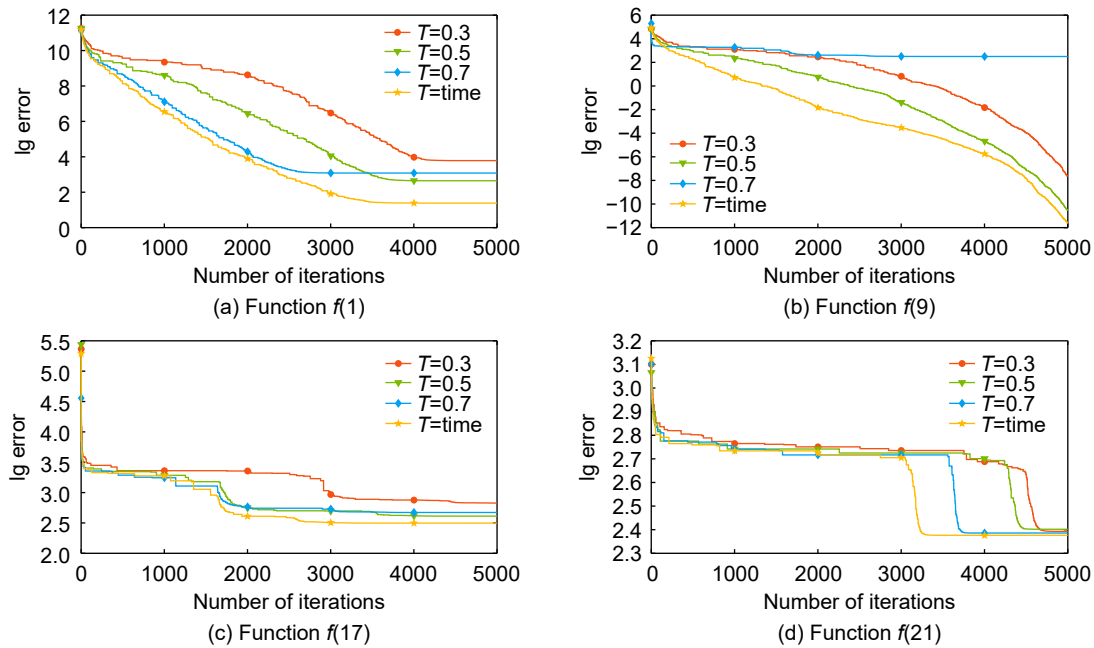 12
10
8
6
4
2
0
lg error
T=0.3
T=0.5
T=0.7
T=time
0 1000 2000 3000 4000 5000
Number of iterations
(a) Function f(1)
6
4
2
0
−2
−4
−6
−8
−10
−12
lg error
T=0.3
T=0.5
T=0.7
T=time
0 1000 2000 3000 4000 5000
Number of iterations
(b) Function f(9)
5.5
5.0
4.5
4.0
3.5
3.0
2.5
2.0
lg error
T=0.3
T=0.5
T=0.7
T=time
0 1000 2000 3000 4000 5000
Number of iterations
(c) Function f(17)
3.2
3.1
3.0
2.9
2.8
2.7
2.6
2.5
2.4
2.3
lg error
T=0.3
T=0.5
T=0.7
T=time
0 1000 2000 3000 4000 5000
Number of iterations
(d) Function f(21)